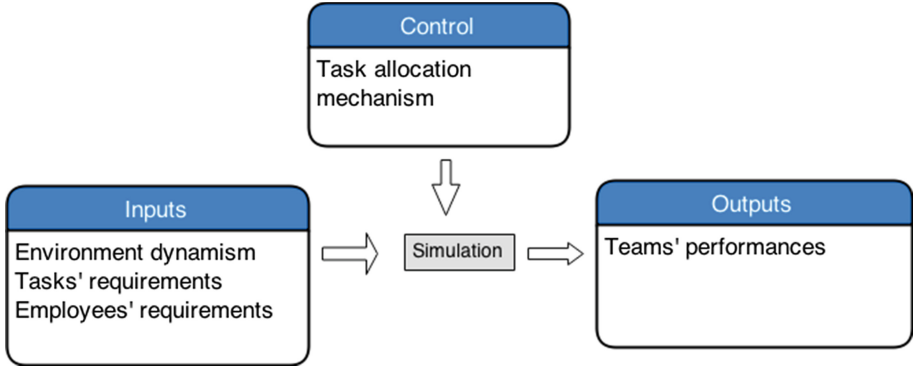 Control
Task allocation
mechanism
Inputs
Environment dynamism
Tasks' requirements
Employees' requirements
Simulation
Outputs
Teams' performances